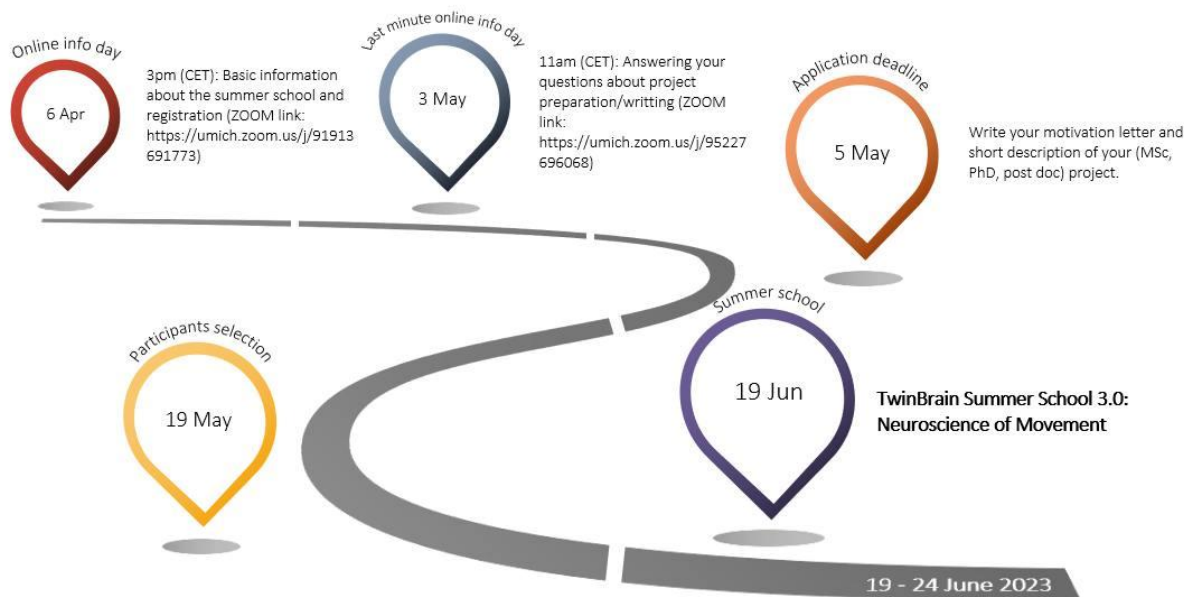 Online info day
6 Apr
3pm (CET): Basic information
about the summer school and
registration (ZOOM link:
https://umich.zoom.us/j/91913
691773)
Last minute online info day
3 May
11am (CET): Answering your
questions about project
preparation/writting (ZOOM
link:
https://umich.zoom.us/j/95227
696068)
Application deadline
5 May
Write your motivation letter and
short description of your (MSc,
PhD, post doc) project.
Participants selection
19 May
Summer school
19 Jun
TwinBrain Summer School 3.0:
Neuroscience of Movement
19 - 24 June 2023